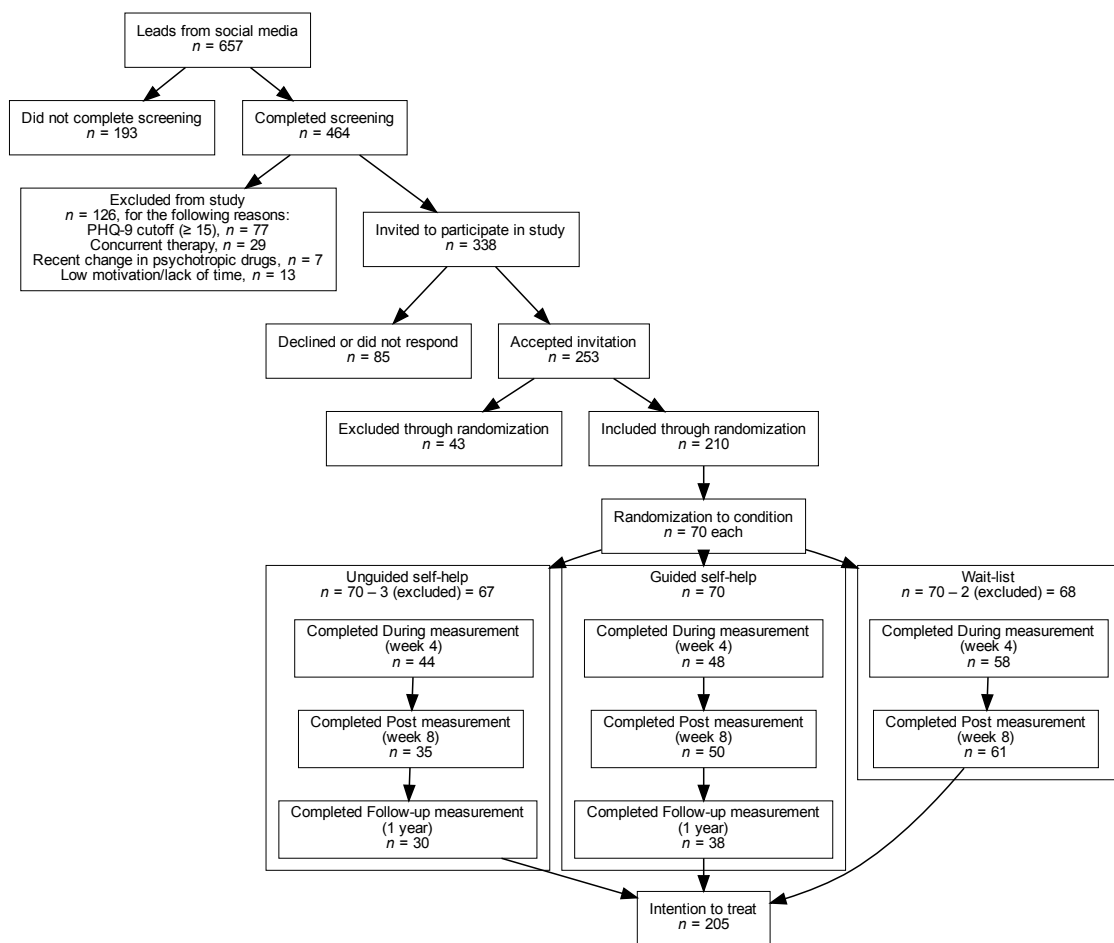 Leads from social media
n = 657
Did not complete screening
n = 193
Completed screening
n = 464
Excluded from study
n = 126, for the following reasons:
PHQ-9 cutoff (≥ 15), n = 77
Concurrent therapy, n = 29
Recent change in psychotropic drugs, n = 7
Low motivation/lack of time, n = 13
Invited to participate in study
n = 338
Declined or did not respond
n = 85
Accepted invitation
n = 253
Excluded through randomization
n = 43
Included through randomization
n = 210
Randomization to condition
n = 70 each
Unguided self-help
n = 70 – 3 (excluded) = 67
Completed During measurement
(week 4)
n = 44
Completed Post measurement
(week 8)
n = 35
Completed Follow-up measurement
(1 year)
n = 30
Guided self-help
n = 70
Completed During measurement
(week 4)
n = 48
Completed Post measurement
(week 8)
n = 50
Completed Follow-up measurement
(1 year)
n = 38
Wait-list
n = 70 – 2 (excluded) = 68
Completed During measurement
(week 4)
n = 58
Completed Post measurement
(week 8)
n = 61
Intention to treat
n = 205